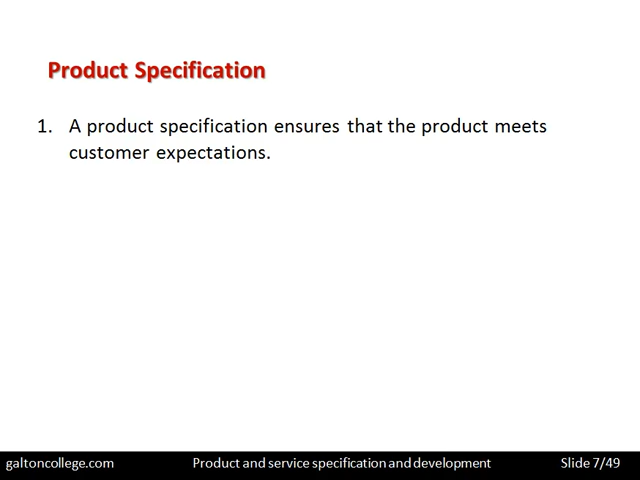 Product Specification
1. A product specification ensures that the product meets
customer expectations.
galtoncollege.com Product and service specification and development Slide 7/49